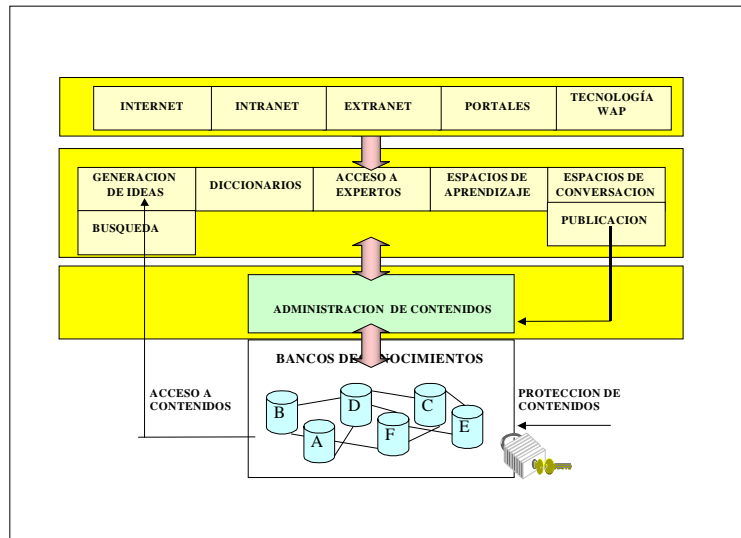 INTERNET
INTRANET
EXTRANET
PORTALES
TECNOLOGÍA
WAP
GENERACION
DE IDEAS
DICCIONARIOS
ACCESO A
EXPERTOS
ESPACIOS DE
APRENDIZAJE
ESPACIOS DE
CONVERSACION
BUSQUEDA
PUBLICACION
ADMINISTRACION DE CONTENIDOS
BANCOS DE NOCIMIENTOS
ACCESO A
CONTENIDOS
PROTECCION DE
CONTENIDOS
B
D
C
A
F
E